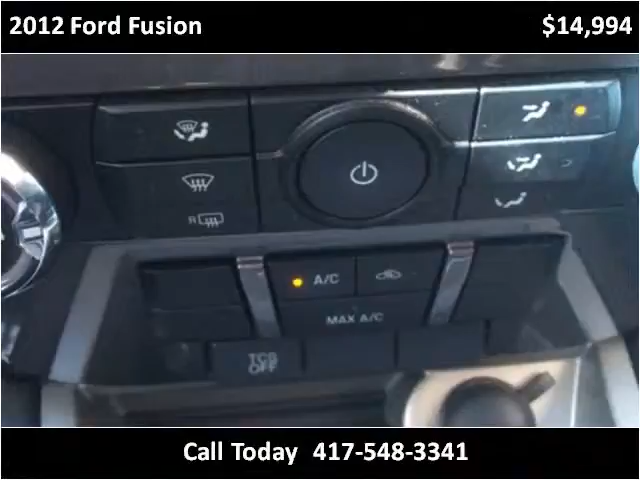 2012 Ford Fusion $14,994
R
A/C
MAX A/C
TCS
OFF
Call Today 417-548-3341